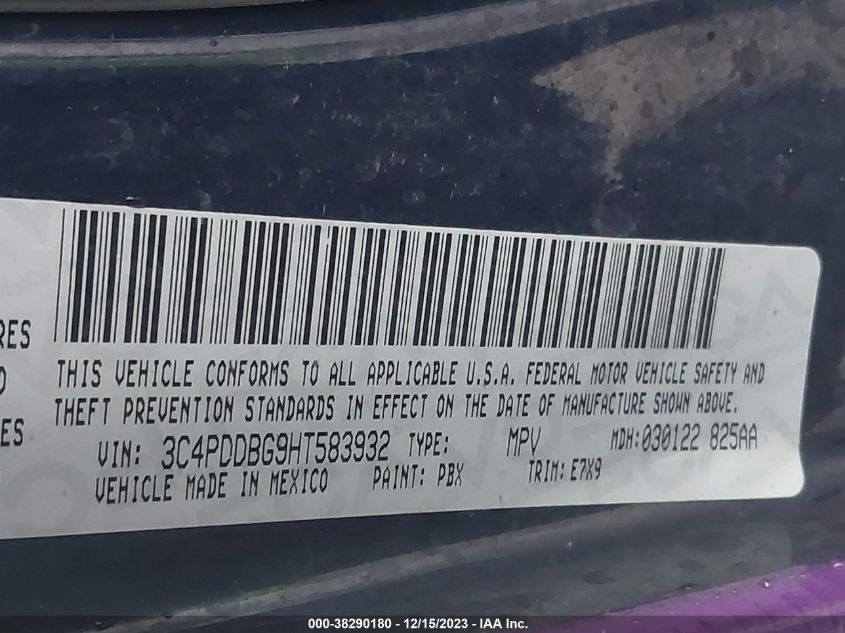 RES
THIS VEHICLE CONFORMS TO ALL APPLICABLE U.S.A. FEDERAL MOTOR VEHICLE SAFETY AND
THEFT PREVENTION STANDARDS IN EFFECT ON THE DATE OF MANUFACTURE SHOWN ABOVE.
ES
VIN: 3C4PDDBG9HT583932 TYPE: MPV MDH: 030122 825AA
VEHICLE MADE IN MEXICO PAINT: PBX TRIM: E7X9
000-38290180 - 12/15/2023 - IAA Inc.